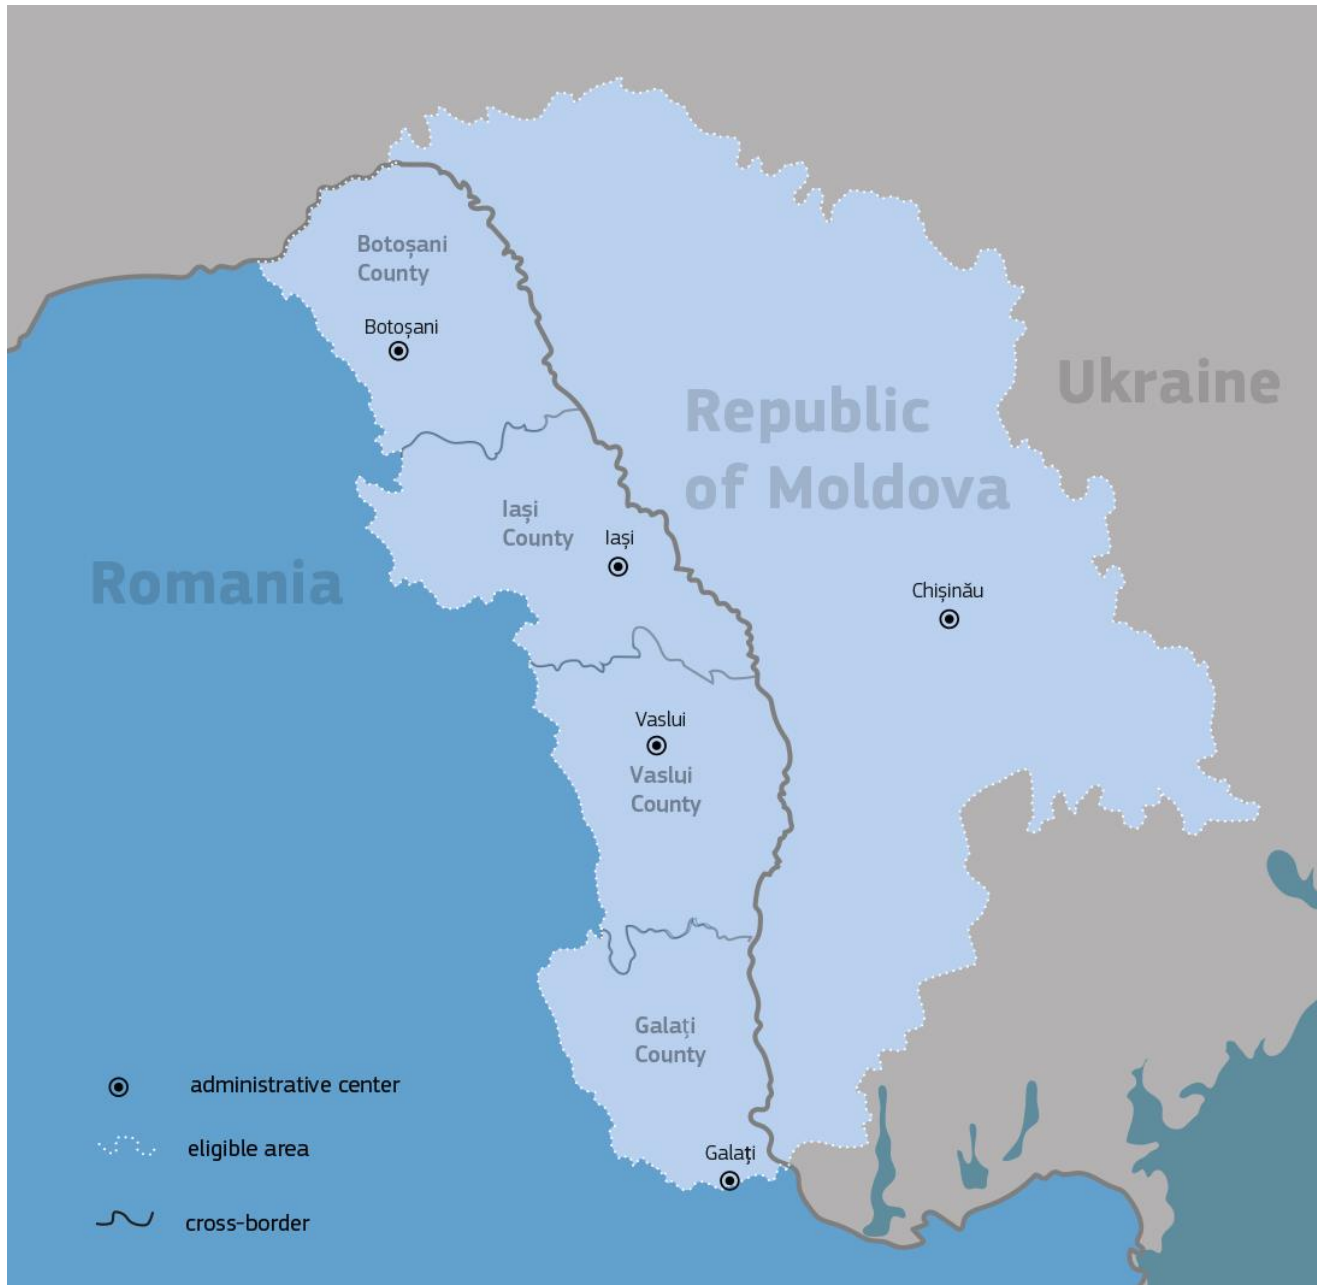 Botoșani
County
Botoșani
Ukraine
Republic
of Moldova
Iași
County
Iași
Romania
Chișinău
Vaslui
Vaslui
County
Galați
County
administrative center
eligible area
Galați
cross-border